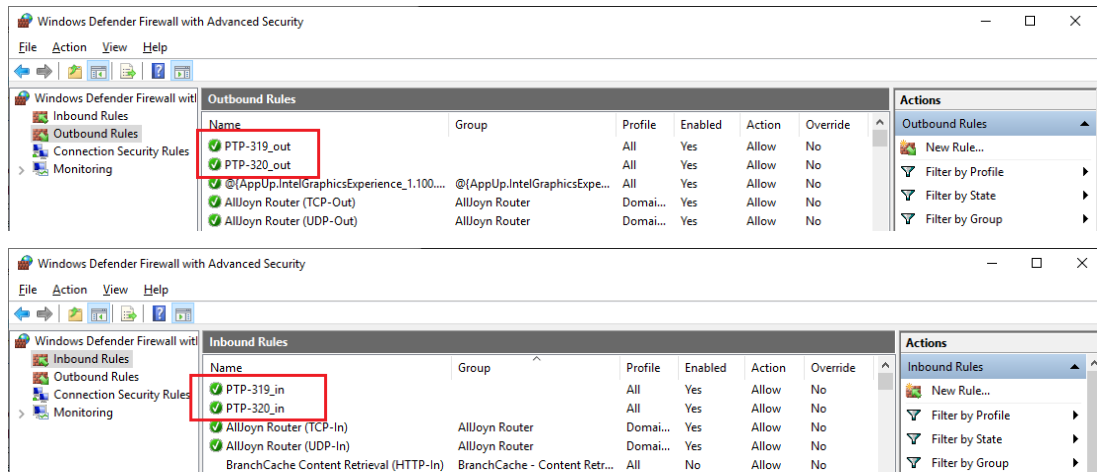 Windows Defender Firewall with Advanced Security
File Action View Help
Windows Defender Firewall witl
Inbound Rules
Outbound Rules
Connection Security Rules
Monitoring
Outbound Rules
Name Group Profile Enabled Action Override
PTP-319_out All Yes Allow No
PTP-320_out All Yes Allow No
@{AppUp.IntelGraphicsExperience_1.100.... @{AppUp.IntelGraphicsExpe... All Yes Allow No
AllJoyn Router (TCP-Out) AllJoyn Router Domai... Yes Allow No
AllJoyn Router (UDP-Out) AllJoyn Router Domai... Yes Allow No
Actions
Outbound Rules
New Rule...
Filter by Profile
Filter by State
Filter by Group
Windows Defender Firewall with Advanced Security
File Action View Help
Windows Defender Firewall witl
Inbound Rules
Outbound Rules
Connection Security Rules
Monitoring
Inbound Rules
Name Group Profile Enabled Action Override
PTP-319_in All Yes Allow No
PTP-320_in All Yes Allow No
AllJoyn Router (TCP-In) AllJoyn Router Domai... Yes Allow No
AllJoyn Router (UDP-In) AllJoyn Router Domai... Yes Allow No
BranchCache Content Retrieval (HTTP-In) BranchCache - Content Retr... All No Allow No
Actions
Inbound Rules
New Rule...
Filter by Profile
Filter by State
Filter by Group